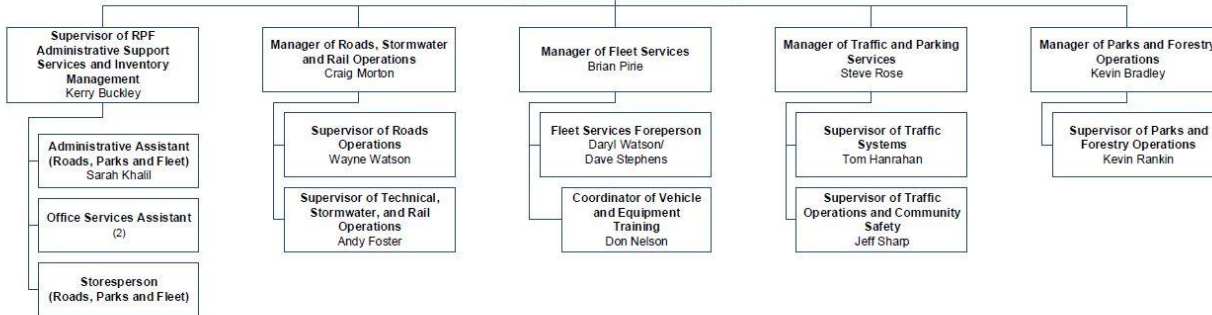 Supervisor of RPF
Administrative Support
Services and Inventory
Management
Kerry Buckley
Manager of Roads, Stormwater
and Rail Operations
Craig Morton
Manager of Fleet Services
Brian Pirie
Manager of Traffic and Parking
Services
Steve Rose
Manager of Parks and Forestry
Operations
Kevin Bradley
Administrative Assistant
(Roads, Parks and Fleet)
Sarah Khalil
Office Services Assistant
(2)
Storesperson
(Roads, Parks and Fleet)
Supervisor of Roads
Operations
Wayne Watson
Supervisor of Technical,
Stormwater, and Rail
Operations
Andy Foster
Fleet Services Foreperson
Daryl Watson/
Dave Stephens
Coordinator of Vehicle
and Equipment
Training
Don Nelson
Supervisor of Traffic
Systems
Tom Hanrahan
Supervisor of Traffic
Operations and Community
Safety
Jeff Sharp
Supervisor of Parks and
Forestry Operations
Kevin Rankin